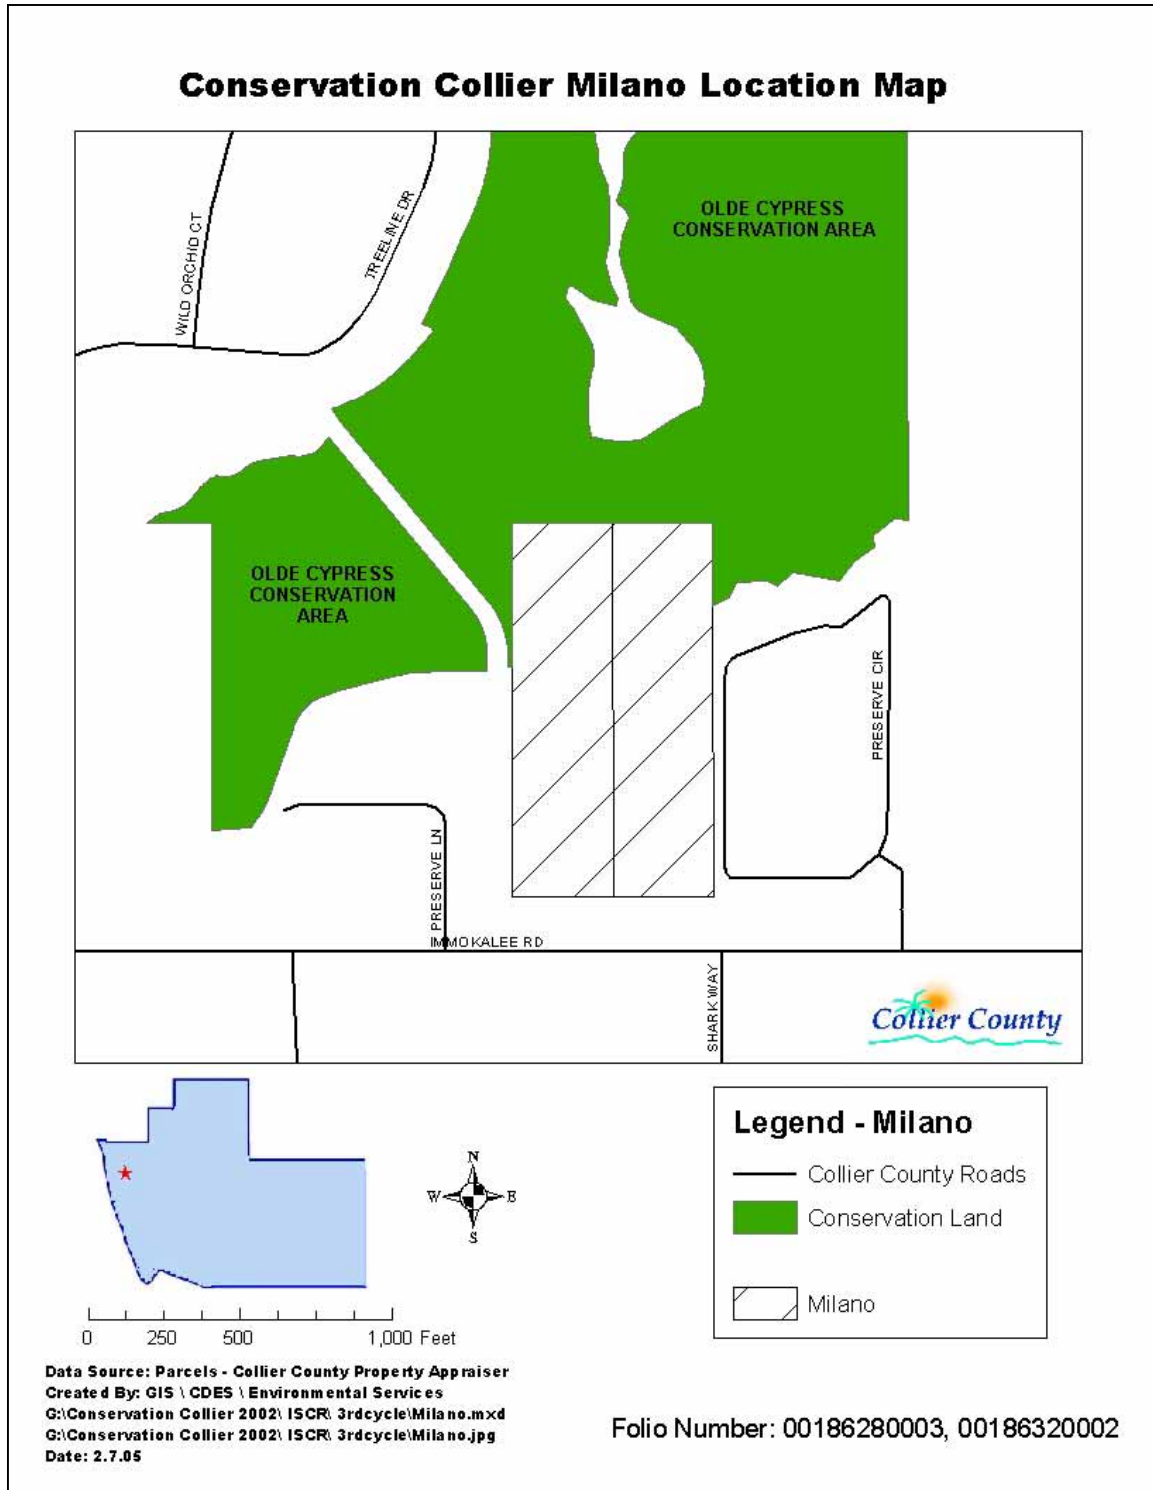 Conservation Collier Milano Location Map
OLDE CYPRESS
CONSERVATION AREA
WILD ORCHID CT
TREELINE DR
OLDE CYPRESS
CONSERVATION
AREA
PRESERVE CIR
PRESERVE LN
IMMOKALEE RD
SHARK WAY
Collier County
Legend - Milano
Collier County Roads
Conservation Land
Milano
N
W E
S
0 250 500 1,000 Feet
Data Source: Parcels - Collier County Property Appraiser
Created By: GIS \ CDES \ Environmental Services
G:\Conservation Collier 2002\ ISCR\ 3rdcycle\Milano.mxd
G:\Conservation Collier 2002\ ISCR\ 3rdcycle\Milano.jpg
Date: 2.7.05
Folio Number: 00186280003, 00186320002